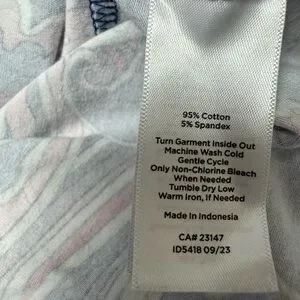 95% Cotton
5% Spandex
Turn Garment Inside Out
Machine Wash Cold
Gentle Cycle
Only Non-Chlorine Bleach
When Needed
Tumble Dry Low
Warm iron, If Needed
Made In Indonesia
CA# 23147
ID5418 09/23